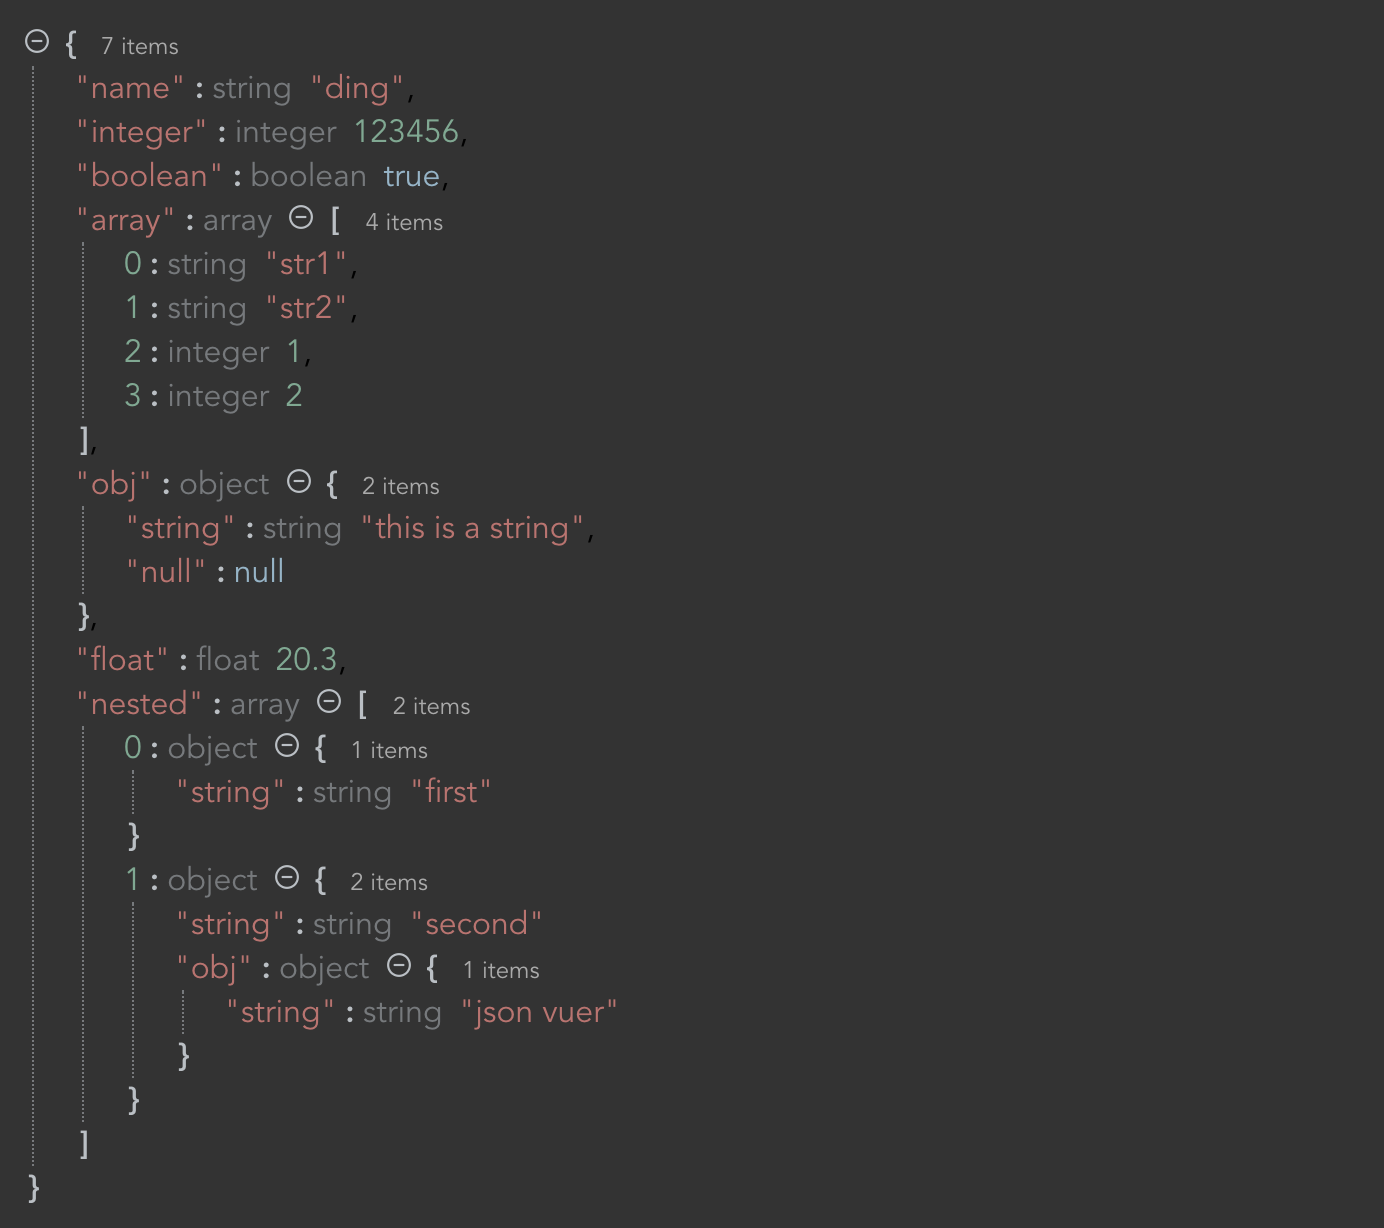 { 7 items
"name" : string "ding",
"integer" : integer 123456,
"boolean" : boolean true,
"array" : array [ 4 items
0 : string "str1",
1 : string "str2",
2 : integer 1,
3 : integer 2
],
"obj" : object { 2 items
"string" : string "this is a string",
"null" : null
},
"float" : float 20.3,
"nested" : array [ 2 items
0 : object { 1 items
"string" : string "first"
}
1 : object { 2 items
"string" : string "second"
"obj" : object { 1 items
"string" : string "json vuer"
}
}
]
}